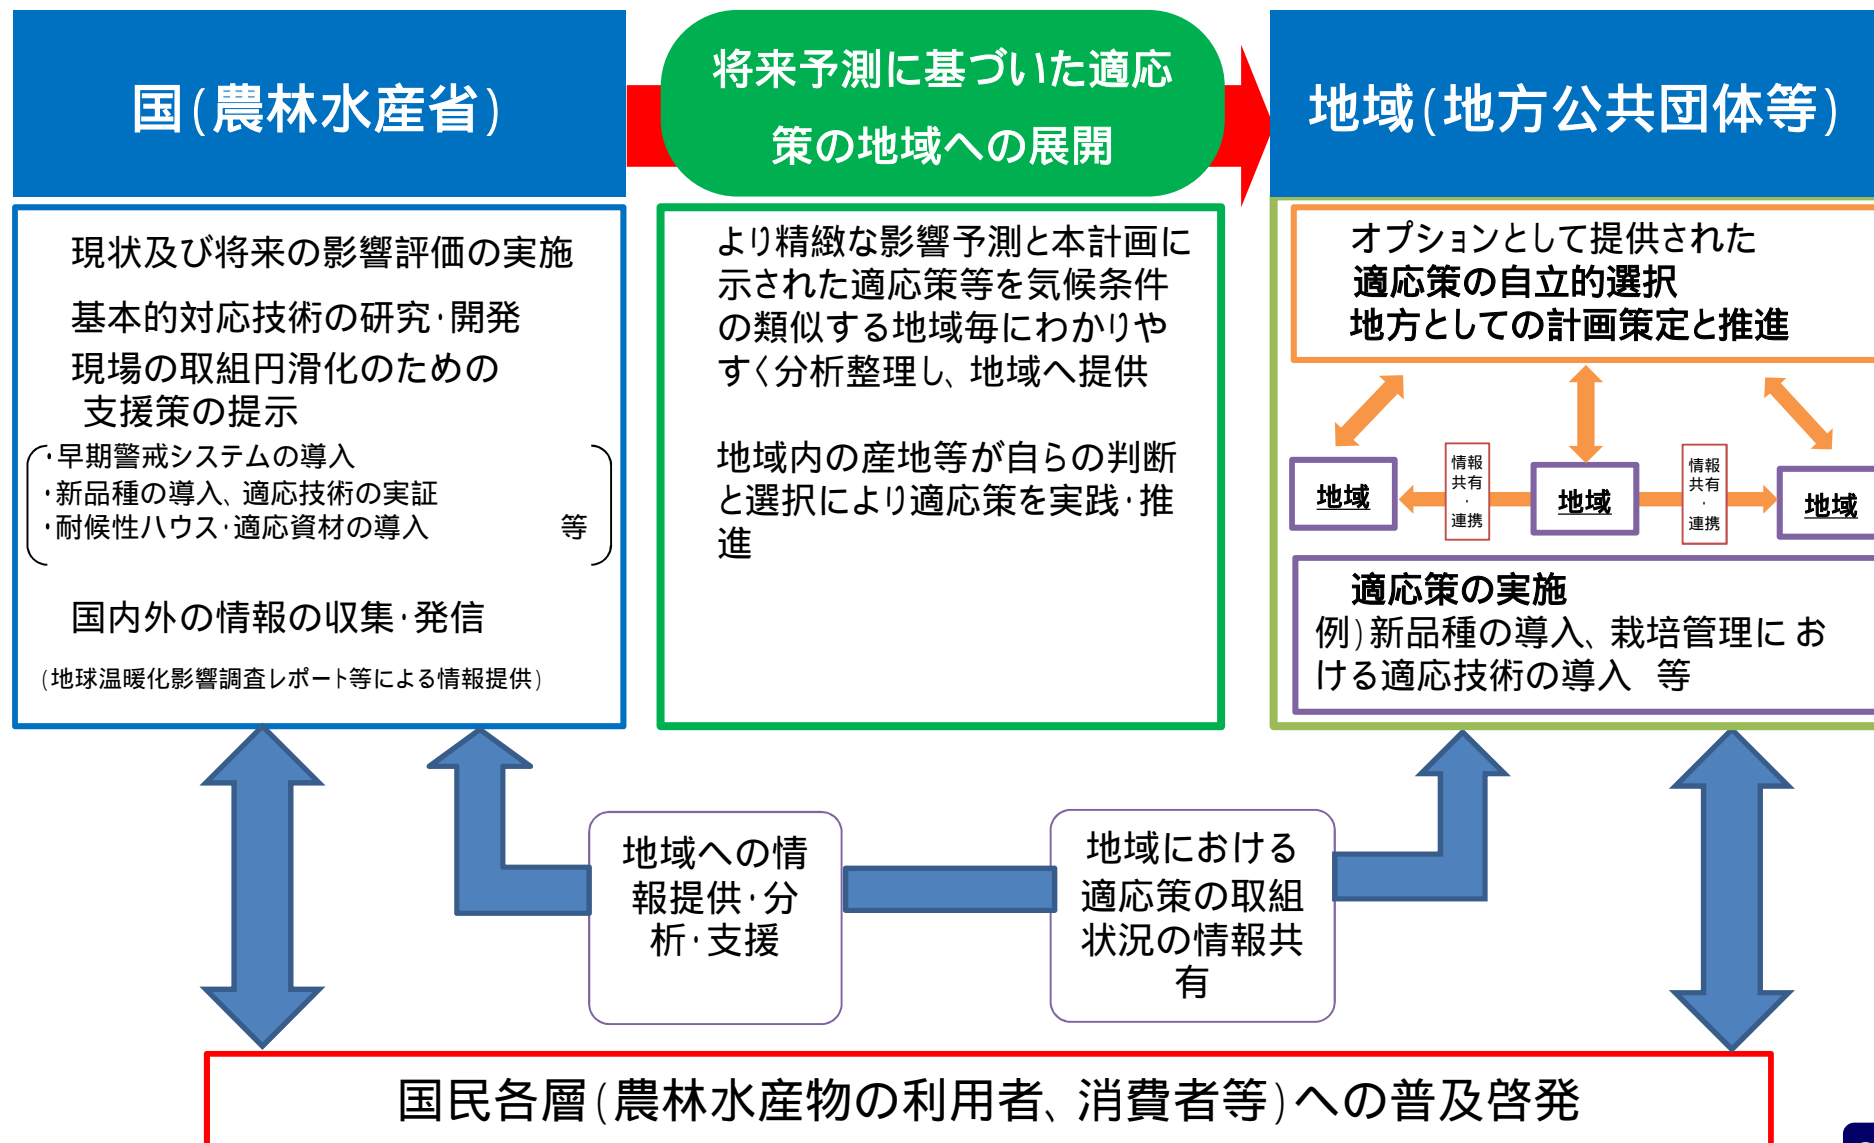 国(農林水産省)
将来予測に基づいた適応
策の地域への展開
地域(地方公共団体等)
現状及び将来の影響評価の実施
基本的対応技術の研究・開発
現場の取組円滑化のための
支援策の提示
・早期警戒システムの導入
・新品種の導入、適応技術の実証
・耐候性ハウス・適応資材の導入 等
国内外の情報の収集・発信
(地球温暖化影響調査レポート等による情報提供)
より精緻な影響予測と本計画に
示された適応策等を気候条件
の類似する地域毎にわかりや
すく分析整理し、地域へ提供
地域内の産地等が自らの判断
と選択により適応策を実践・推
進
オプションとして提供された
適応策の自立的選択
地方としての計画策定と推進
地域
情報
共有
・
連携
地域
情報
共有
・
連携
地域
適応策の実施
例)新品種の導入、栽培管理にお
ける適応技術の導入 等
地域への情
報提供・分
析・支援
地域における
適応策の取組
状況の情報共
有
国民各層(農林水産物の利用者、消費者等)への普及啓発